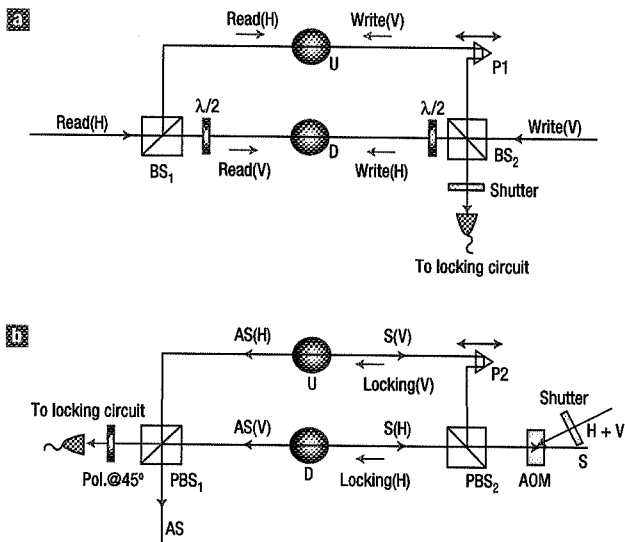 a
Read(H)
Write(V)
U
P1
Read(H)
λ/2
λ/2
Write(V)
BS₁
Read(V)
D
Write(H)
BS₂
Shutter
To locking circuit
b
AS(H)
S(V)
U
Locking(V)
P2
To locking circuit
AS(V)
S(H)
Shutter
H + V
S
Pol.@45°
PBS₁
D
Locking(H)
PBS₂
AOM
AS